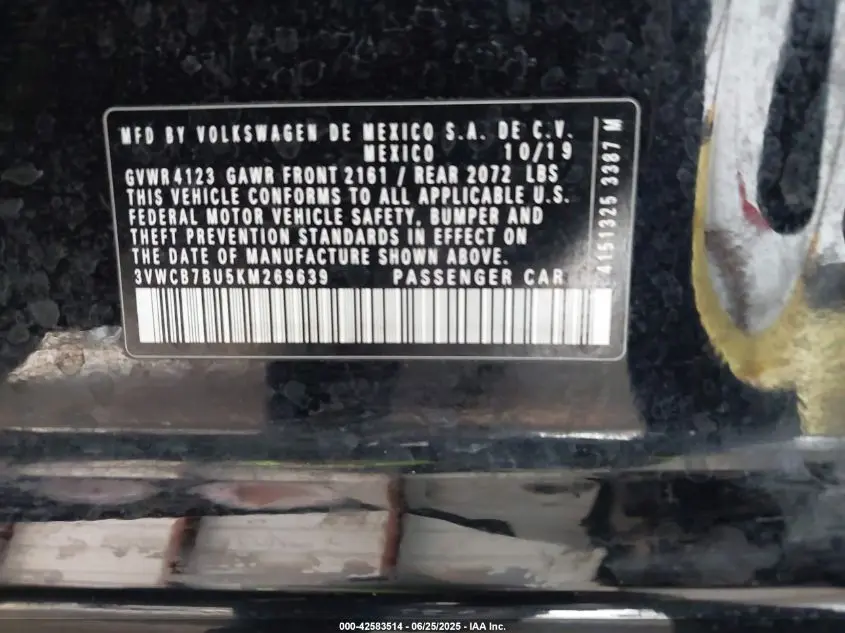 MFD BY VOLKSWAGEN DE MEXICO S.A. DE C.V.
MEXICO 10/19
GVWR 4123 GAWR FRONT 2161 / REAR 2072 LBS
THIS VEHICLE CONFORMS TO ALL APPLICABLE U.S.
FEDERAL MOTOR VEHICLE SAFETY, BUMPER AND
THEFT PREVENTION STANDARDS IN EFFECT ON
THE DATE OF MANUFACTURE SHOWN ABOVE.
3VWCB7BU5KM269639 PASSENGER CAR
4151325 3387 M
000-42583514 - 06/25/2025 - IAA Inc.